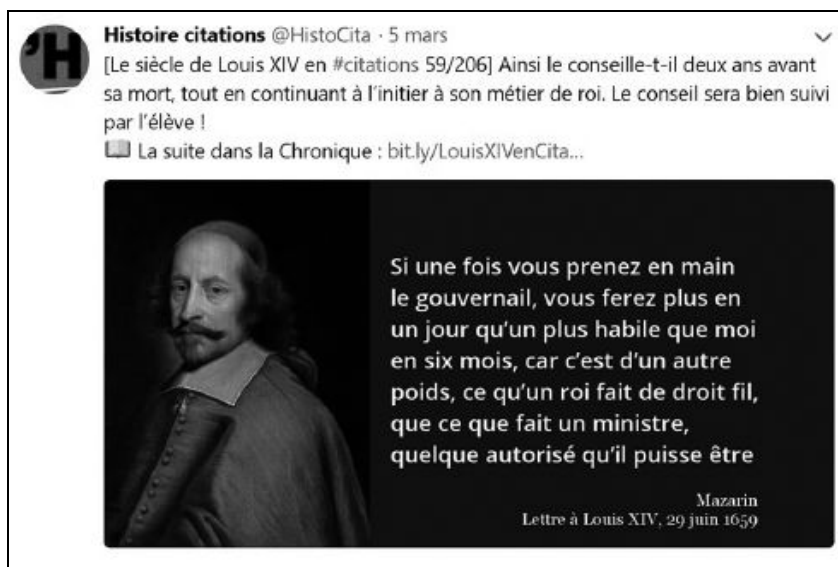 'H
Histoire citations @HistoCita · 5 mars
[Le siècle de Louis XIV en #citations 59/206] Ainsi le conseille-t-il deux ans avant
sa mort, tout en continuant à l'initier à son métier de roi. Le conseil sera bien suivi
par l'élève !
📖 La suite dans la Chronique : bit.ly/LouisXIVenCita...
Si une fois vous prenez en main
le gouvernail, vous ferez plus en
un jour qu'un plus habile que moi
en six mois, car c'est d'un autre
poids, ce qu'un roi fait de droit fil,
que ce que fait un ministre,
quelque autorisé qu'il puisse être
Mazarin
Lettre à Louis XIV, 29 juin 1659